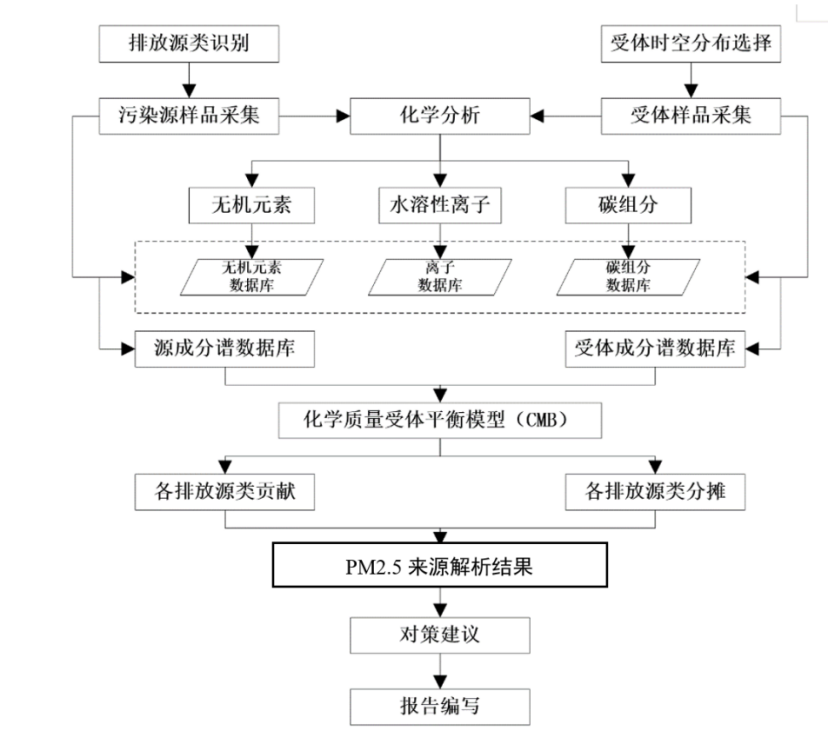 排放源类识别
受体时空分布选择
污染源样品采集
化学分析
受体样品采集
无机元素
水溶性离子
碳组分
无机元素
数据库
离子
数据库
碳组分
数据库
源成分谱数据库
受体成分谱数据库
化学质量受体平衡模型（CMB）
各排放源类贡献
各排放源类分摊
PM2.5 来源解析结果
对策建议
报告编写